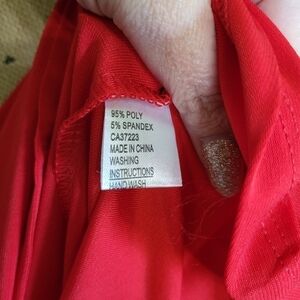 95% POLY
5% SPANDEX
CA37223
MADE IN CHINA
WASHING
INSTRUCTIONS
HAND WASH